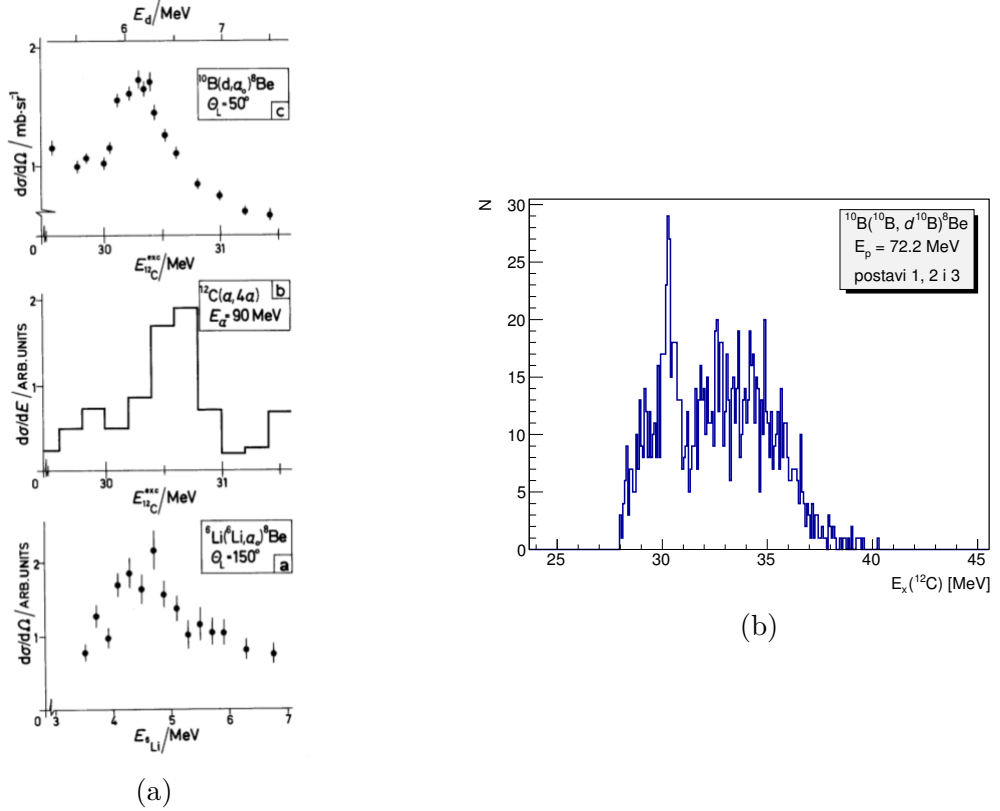 E_d/MeV
6 7
2
1
0
dσ/dΩ / mb·sr⁻¹
¹⁰B(d,α₀)⁸Be
Θ_L=50°
c
30 31
E^exc_¹²C/MeV
2
1
0
dσ/dE / ARB.UNITS
¹²C(α,4α)
E_α=90 MeV
b
30 31
E^exc_¹²C/MeV
2
1
0
dσ/dΩ/ARB.UNITS
⁶Li(⁶Li,α₀)⁸Be
Θ_L=150°
a
3 4 5 6 7
E_⁶Li/MeV
(a)
N
30
25
20
15
10
5
0
¹⁰B(¹⁰B, d¹⁰B)⁸Be
E_p = 72.2 MeV
postavi 1, 2 i 3
25 30 35 40 45
E_x(¹²C) [MeV]
(b)